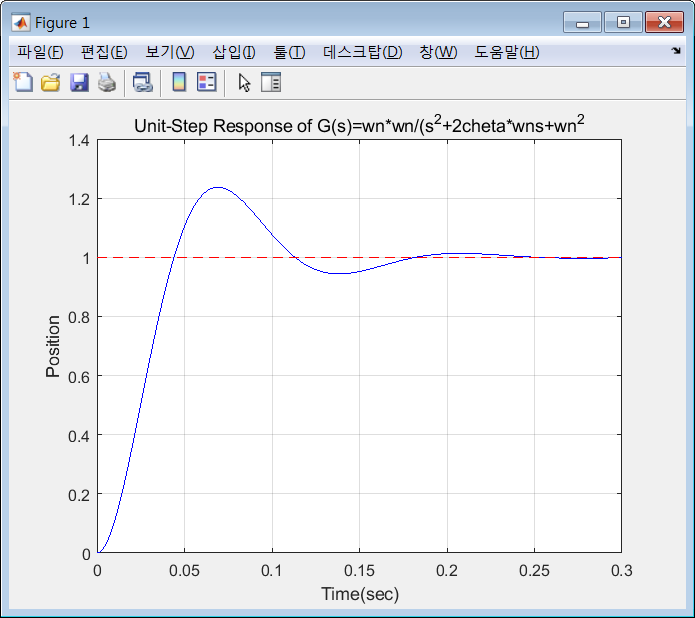 Figure 1
파일(F) 편집(E) 보기(V) 삽입(I) 툴(T) 데스크탑(D) 창(W) 도움말(H)
Unit-Step Response of G(s)=wn*wn/(s²+2cheta*wns+wn²
1.4
1.2
1
0.8
0.6
0.4
0.2
0
Position
0 0.05 0.1 0.15 0.2 0.25 0.3
Time(sec)